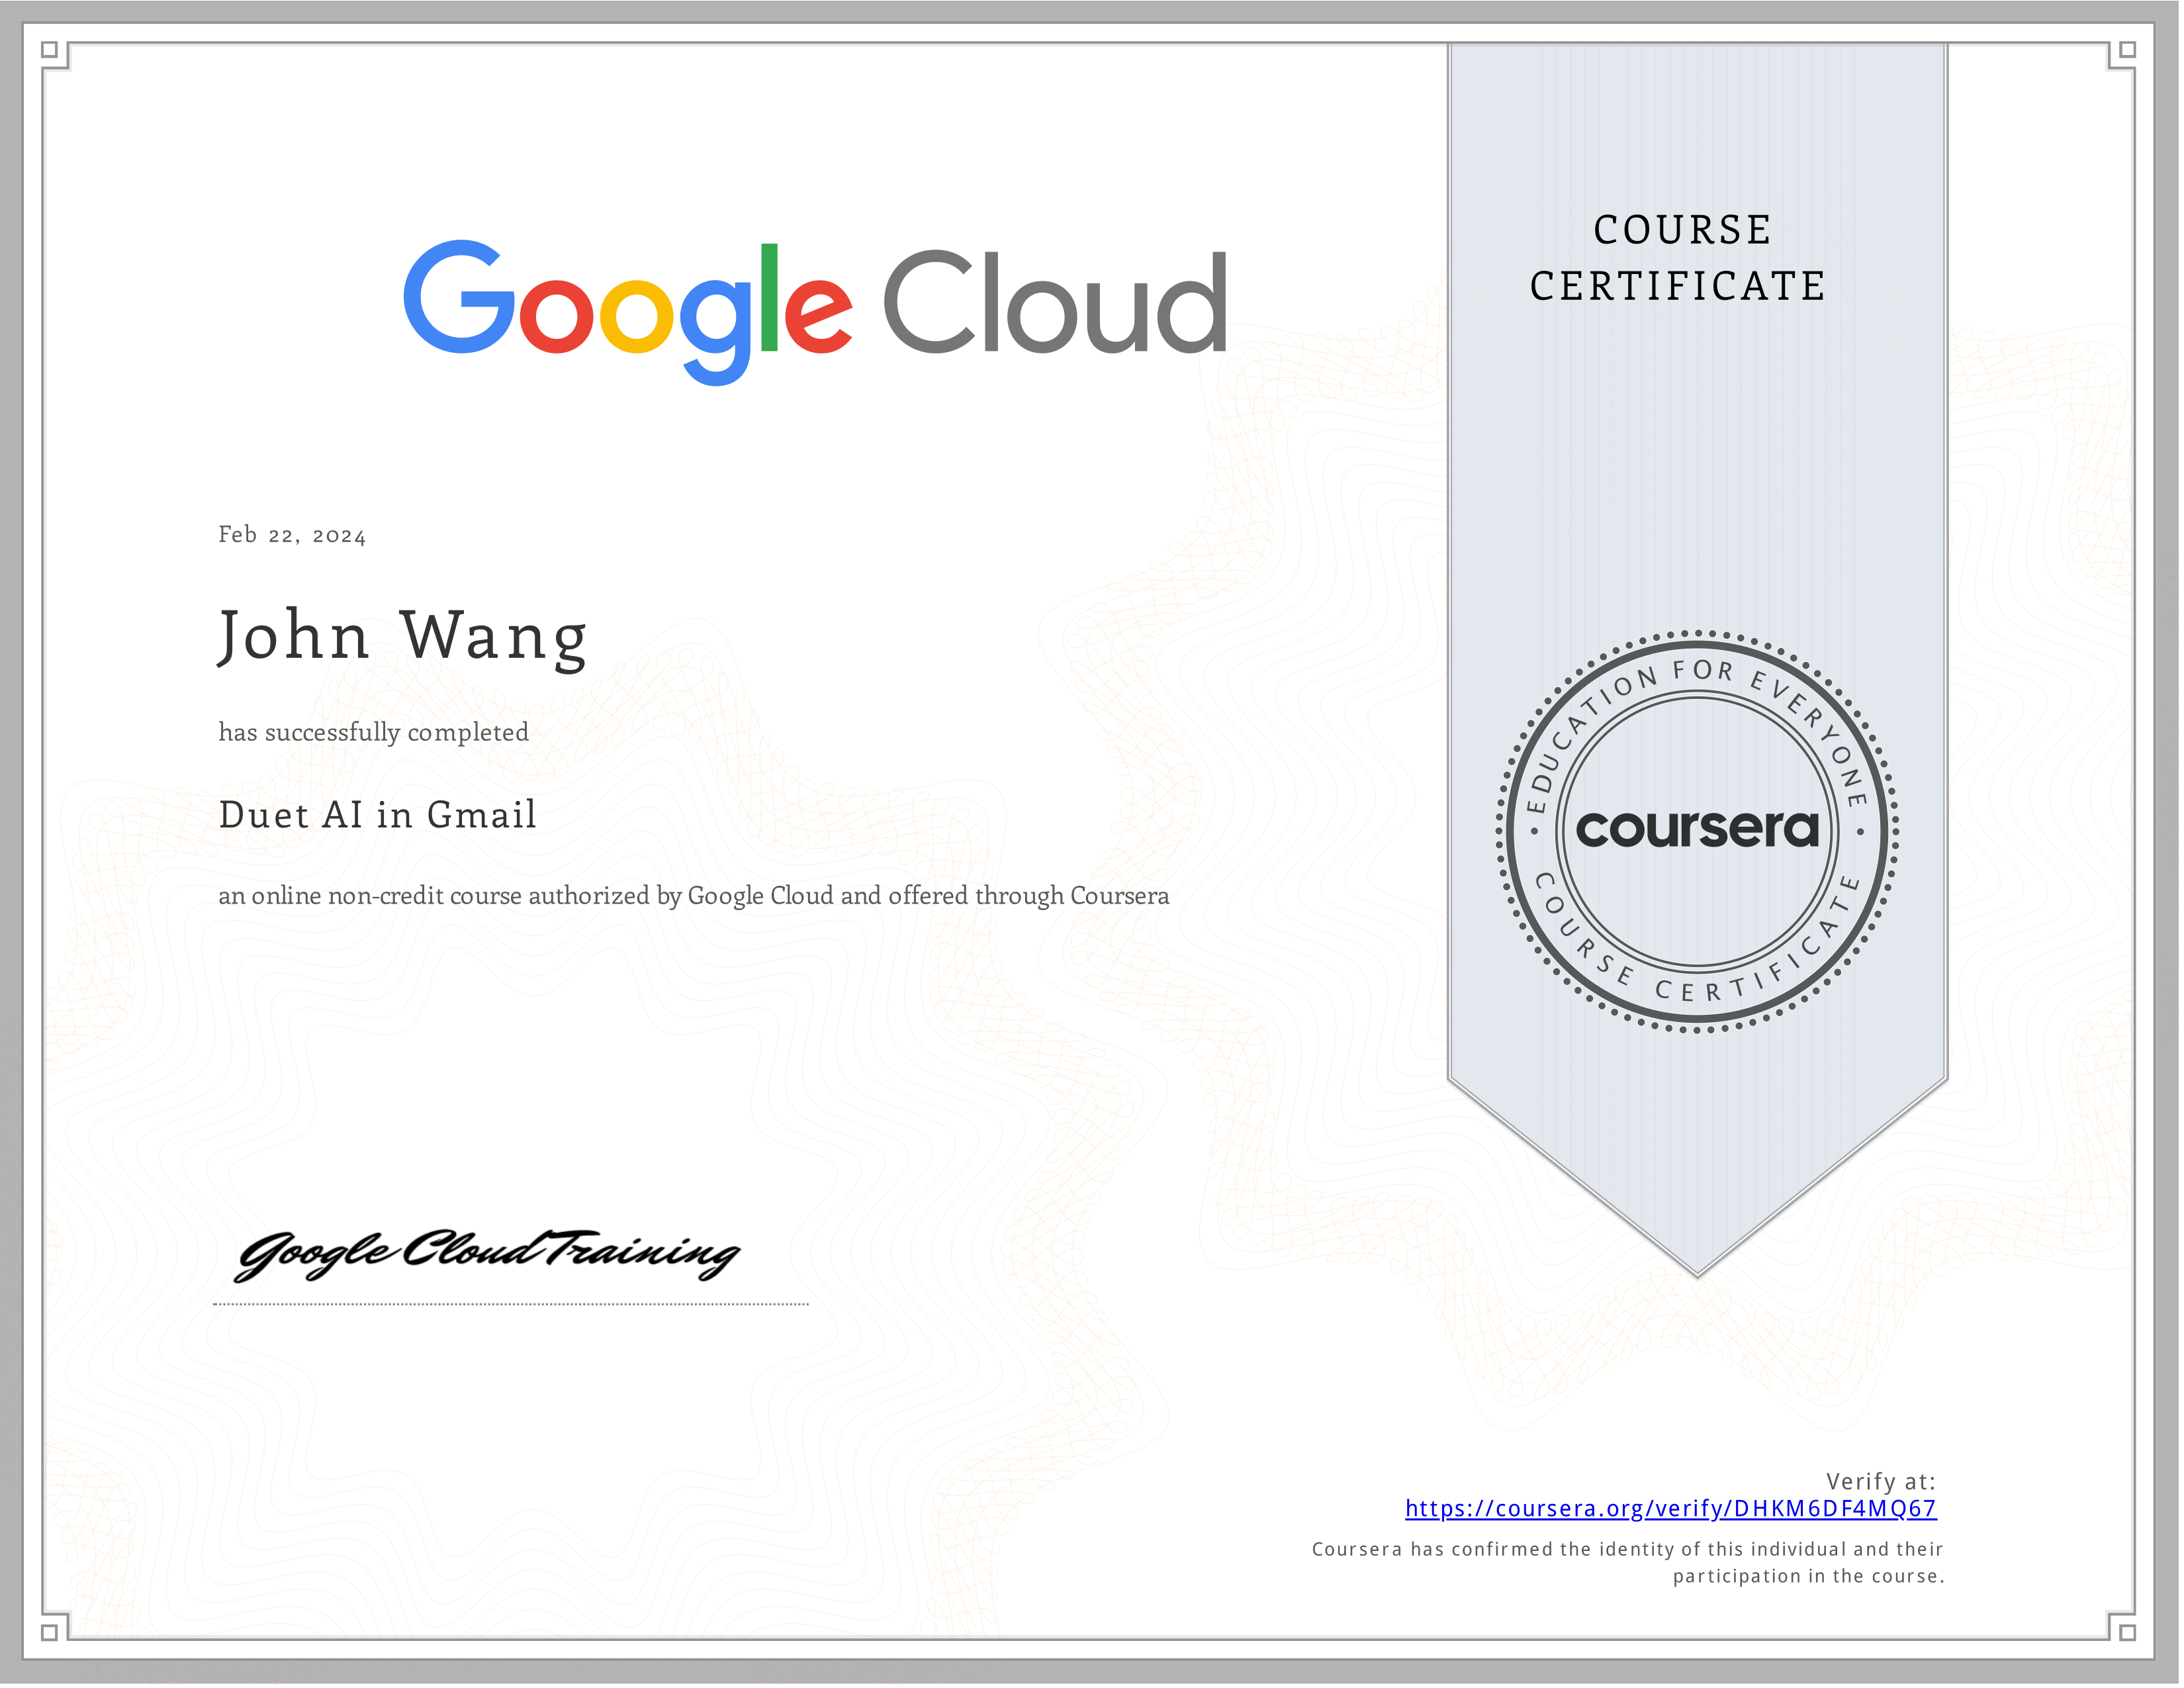 Google Cloud
COURSE
CERTIFICATE
Feb 22, 2024
John Wang
has successfully completed
Duet AI in Gmail
an online non-credit course authorized by Google Cloud and offered through Coursera
EDUCATION FOR EVERYONE
coursera
COURSE CERTIFICATE
Google Cloud Training
Verify at:
https://coursera.org/verify/DHKM6DF4MQ67
Coursera has confirmed the identity of this individual and their
participation in the course.